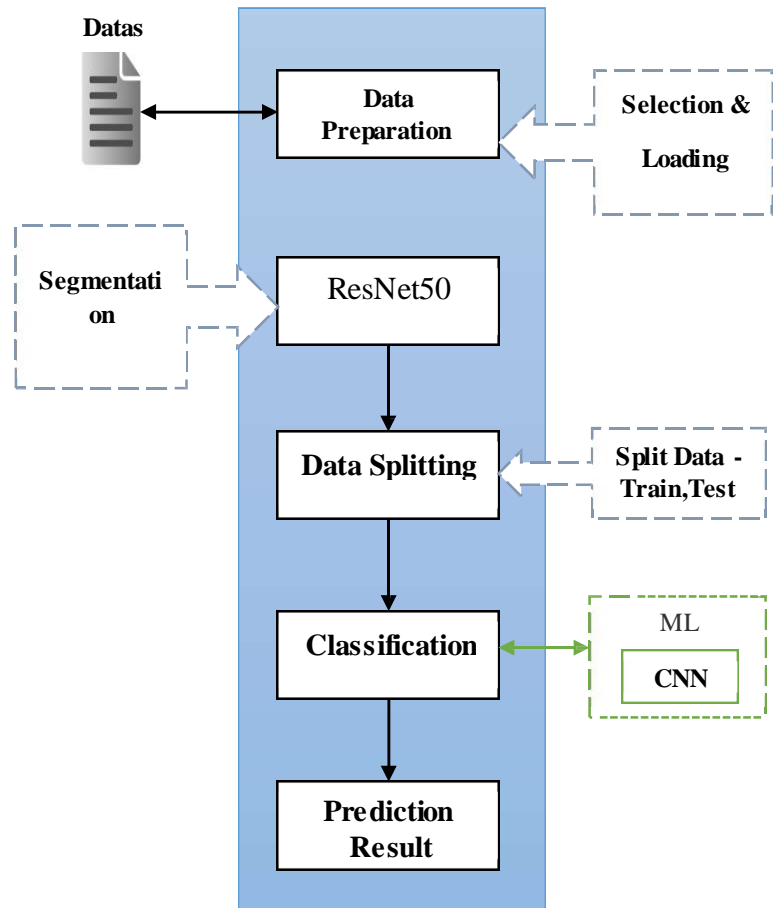 Datas
Data
Preparation
Selection &
Loading
Segmentati
on
ResNet50
Data Splitting
Split Data -
Train,Test
Classification
ML
CNN
Prediction
Result